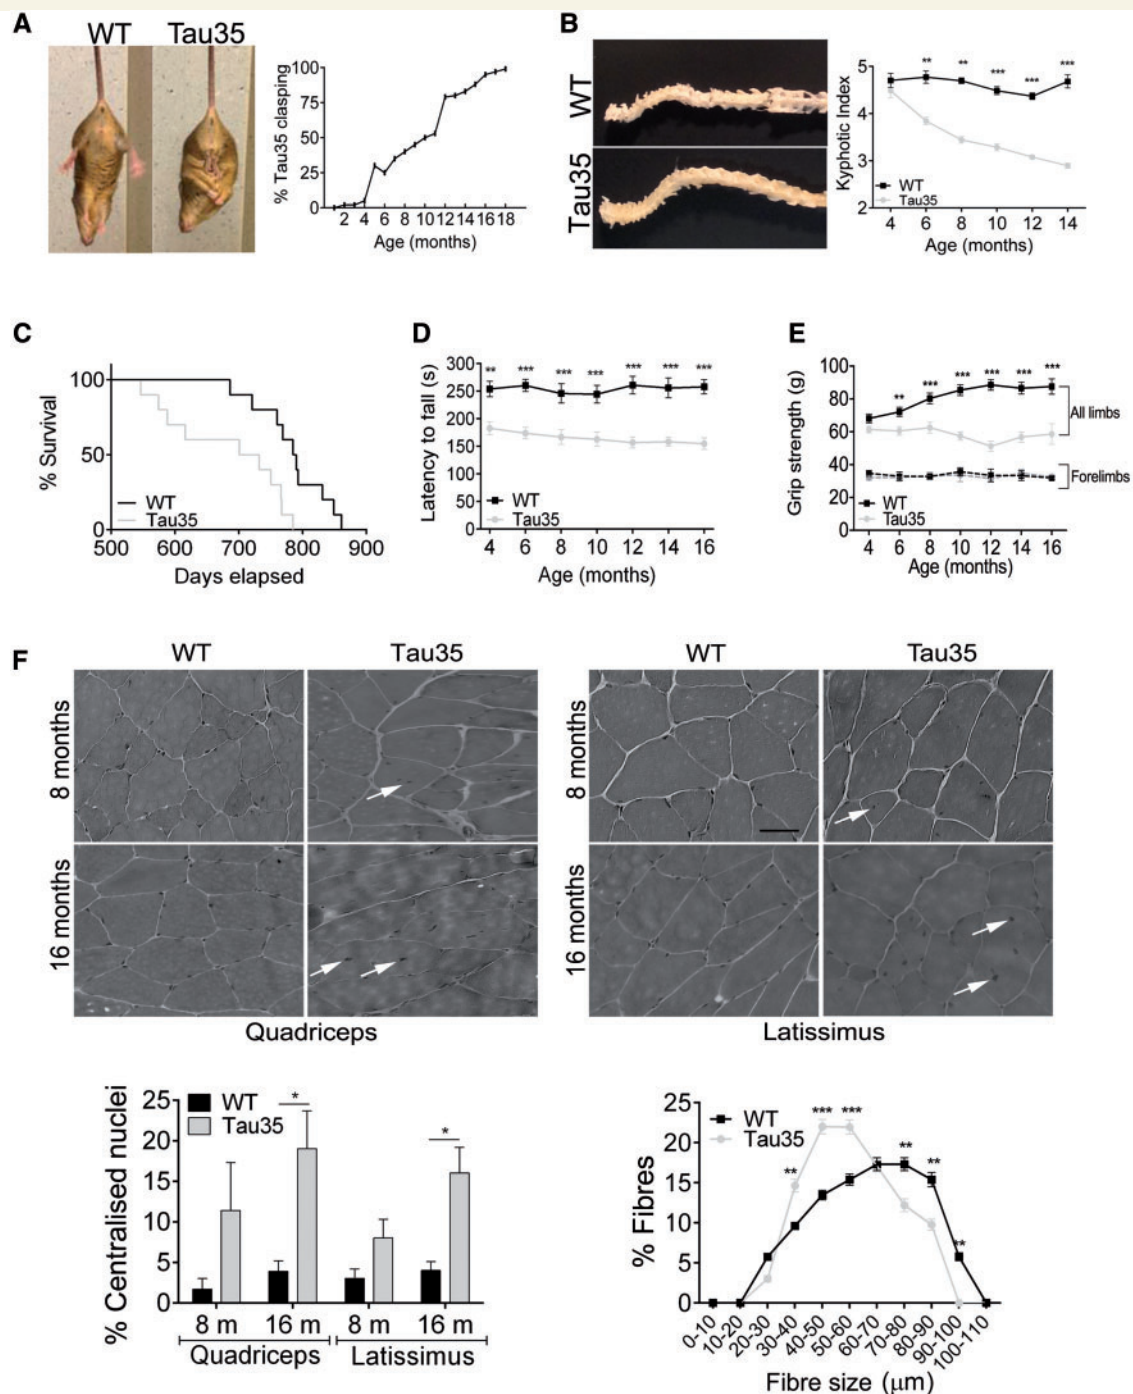 A
WT Tau35
% Tau35 clasping
100
75
50
25
0
2 4 6 8 10 12 14 16 18
Age (months)
B
WT
Tau35
Kyphotic Index
5
4
3
2
** ** *** *** ***
WT
Tau35
4 6 8 10 12 14
Age (months)
C
% Survival
100
50
0
WT
Tau35
500 600 700 800 900
Days elapsed
D
Latency to fall (s)
300
250
200
150
100
50
0
** *** *** *** *** *** ***
WT
Tau35
4 6 8 10 12 14 16
Age (months)
E
Grip strength (g)
100
80
60
40
20
0
** *** *** *** *** ***
All limbs
Forelimbs
WT
Tau35
4 6 8 10 12 14 16
Age (months)
F
WT Tau35
8 months
16 months
Quadriceps
WT Tau35
8 months
16 months
Latissimus
% Centralised nuclei
25
20
15
10
5
0
WT
Tau35
*
*
8 m 16 m 8 m 16 m
Quadriceps Latissimus
% Fibres
25
20
15
10
5
0
WT
Tau35
** *** *** ** ** **
0-10 10-20 20-30 30-40 40-50 50-60 60-70 70-80 80-90 90-100 100-110
Fibre size (μm)